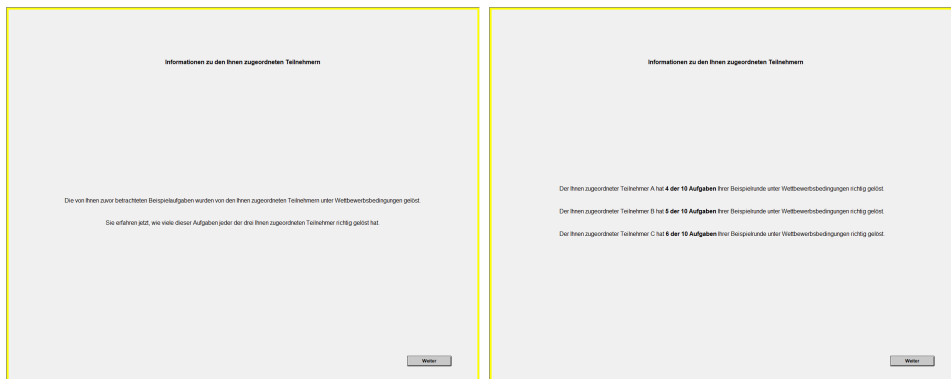 Informationen zu den Ihnen zugeordneten Teilnehmern
Die von Ihnen zuvor betrachteten Beispielaufgaben wurden von den Ihnen zugeordneten Teilnehmern unter Wettbewerbsbedingungen gelöst.
Sie erfahren jetzt, wie viele dieser Aufgaben jeder der drei Ihnen zugeordneten Teilnehmer richtig gelöst hat.
Weiter
Informationen zu den Ihnen zugeordneten Teilnehmern
Der Ihnen zugeordneter Teilnehmer A hat 4 der 10 Aufgaben Ihrer Beispielrunde unter Wettbewerbsbedingungen richtig gelöst.
Der Ihnen zugeordneter Teilnehmer B hat 5 der 10 Aufgaben Ihrer Beispielrunde unter Wettbewerbsbedingungen richtig gelöst.
Der Ihnen zugeordneter Teilnehmer C hat 6 der 10 Aufgaben Ihrer Beispielrunde unter Wettbewerbsbedingungen richtig gelöst.
Weiter